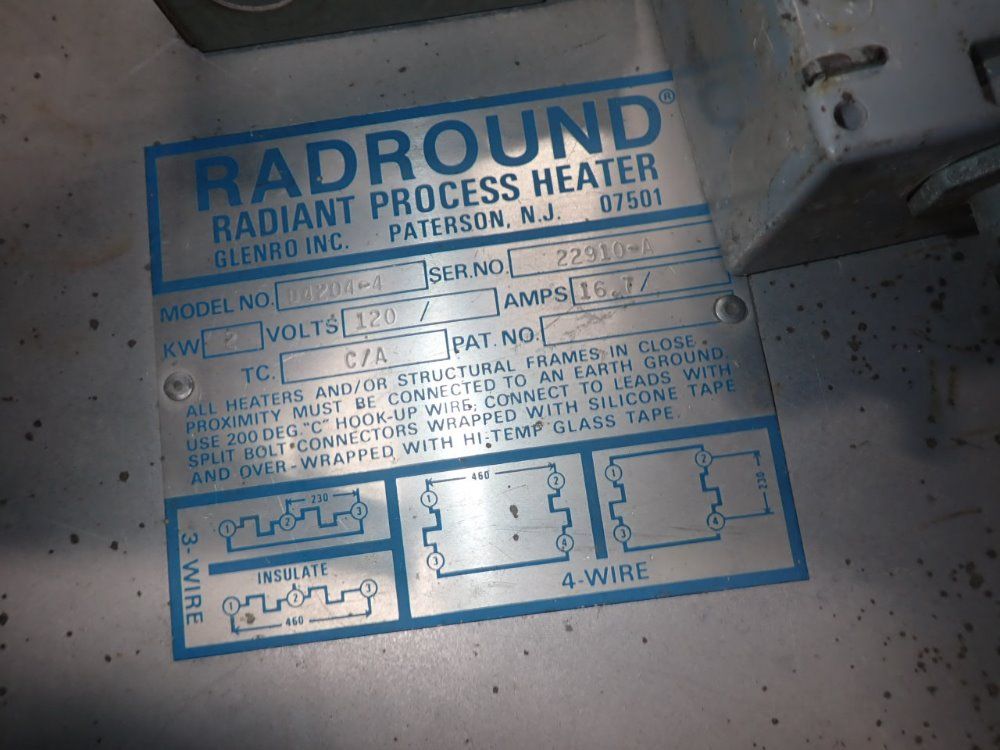 RADROUND®
RADIANT PROCESS HEATER
GLENRO INC. PATERSON, N.J. 07501
MODEL NO. D4204-4 SER.NO. 22910-A
KW 2 VOLTS 120 / AMPS 16.7/
TC. C/A PAT. NO.
ALL HEATERS AND/OR STRUCTURAL FRAMES IN CLOSE
PROXIMITY MUST BE CONNECTED TO AN EARTH GROUND.
USE 200 DEG. "C" HOOK-UP WIRE; CONNECT TO LEADS WITH
SPLIT BOLT CONNECTORS WRAPPED WITH SILICONE TAPE
AND OVER-WRAPPED WITH HI-TEMP GLASS TAPE.
3-WIRE
230
1 2 3
INSULATE
1 2 3
460
460
1 2
3 4
4-WIRE
1 2
230
3 4